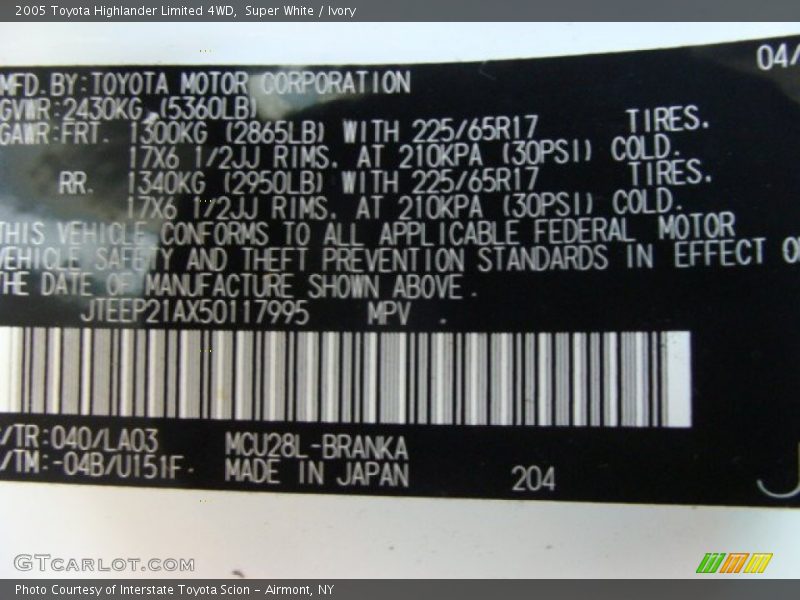 2005 Toyota Highlander Limited 4WD, Super White / Ivory
04/
MFD.BY:TOYOTA MOTOR CORPORATION
GVWR:2430KG (5360LB)
GAWR:FRT. 1300KG (2865LB) WITH 225/65R17 TIRES.
17X6 1/2JJ RIMS. AT 210KPA (30PSI) COLD.
RR. 1340KG (2950LB) WITH 225/65R17 TIRES.
17X6 1/2JJ RIMS. AT 210KPA (30PSI) COLD.
THIS VEHICLE CONFORMS TO ALL APPLICABLE FEDERAL MOTOR
VEHICLE SAFETY AND THEFT PREVENTION STANDARDS IN EFFECT O
THE DATE OF MANUFACTURE SHOWN ABOVE.
JTEEP21AX50117995 MPV .
/TR:040/LA03 MCU28L-BRANKA
/TM:-04B/U151F MADE IN JAPAN 204
GTCARLOT.COM
Photo Courtesy of Interstate Toyota Scion - Airmont, NY